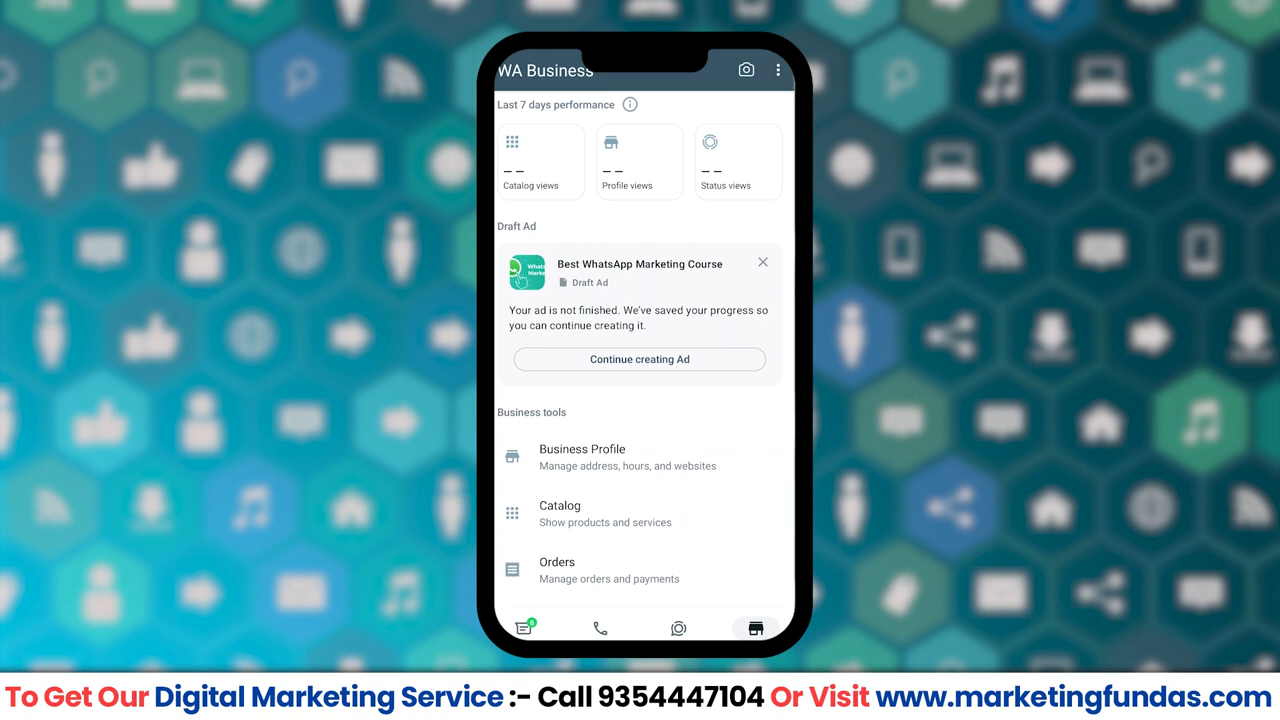 WA Business
Last 7 days performance
-- -- --
Catalog views Profile views Status views
Draft Ad
Best WhatsApp Marketing Course
Draft Ad
Your ad is not finished. We've saved your progress so
you can continue creating it.
Continue creating Ad
Business tools
Business Profile
Manage address, hours, and websites
Catalog
Show products and services
Orders
Manage orders and payments
To Get Our Digital Marketing Service :- Call 9354447104 Or Visit www.marketingfundas.com